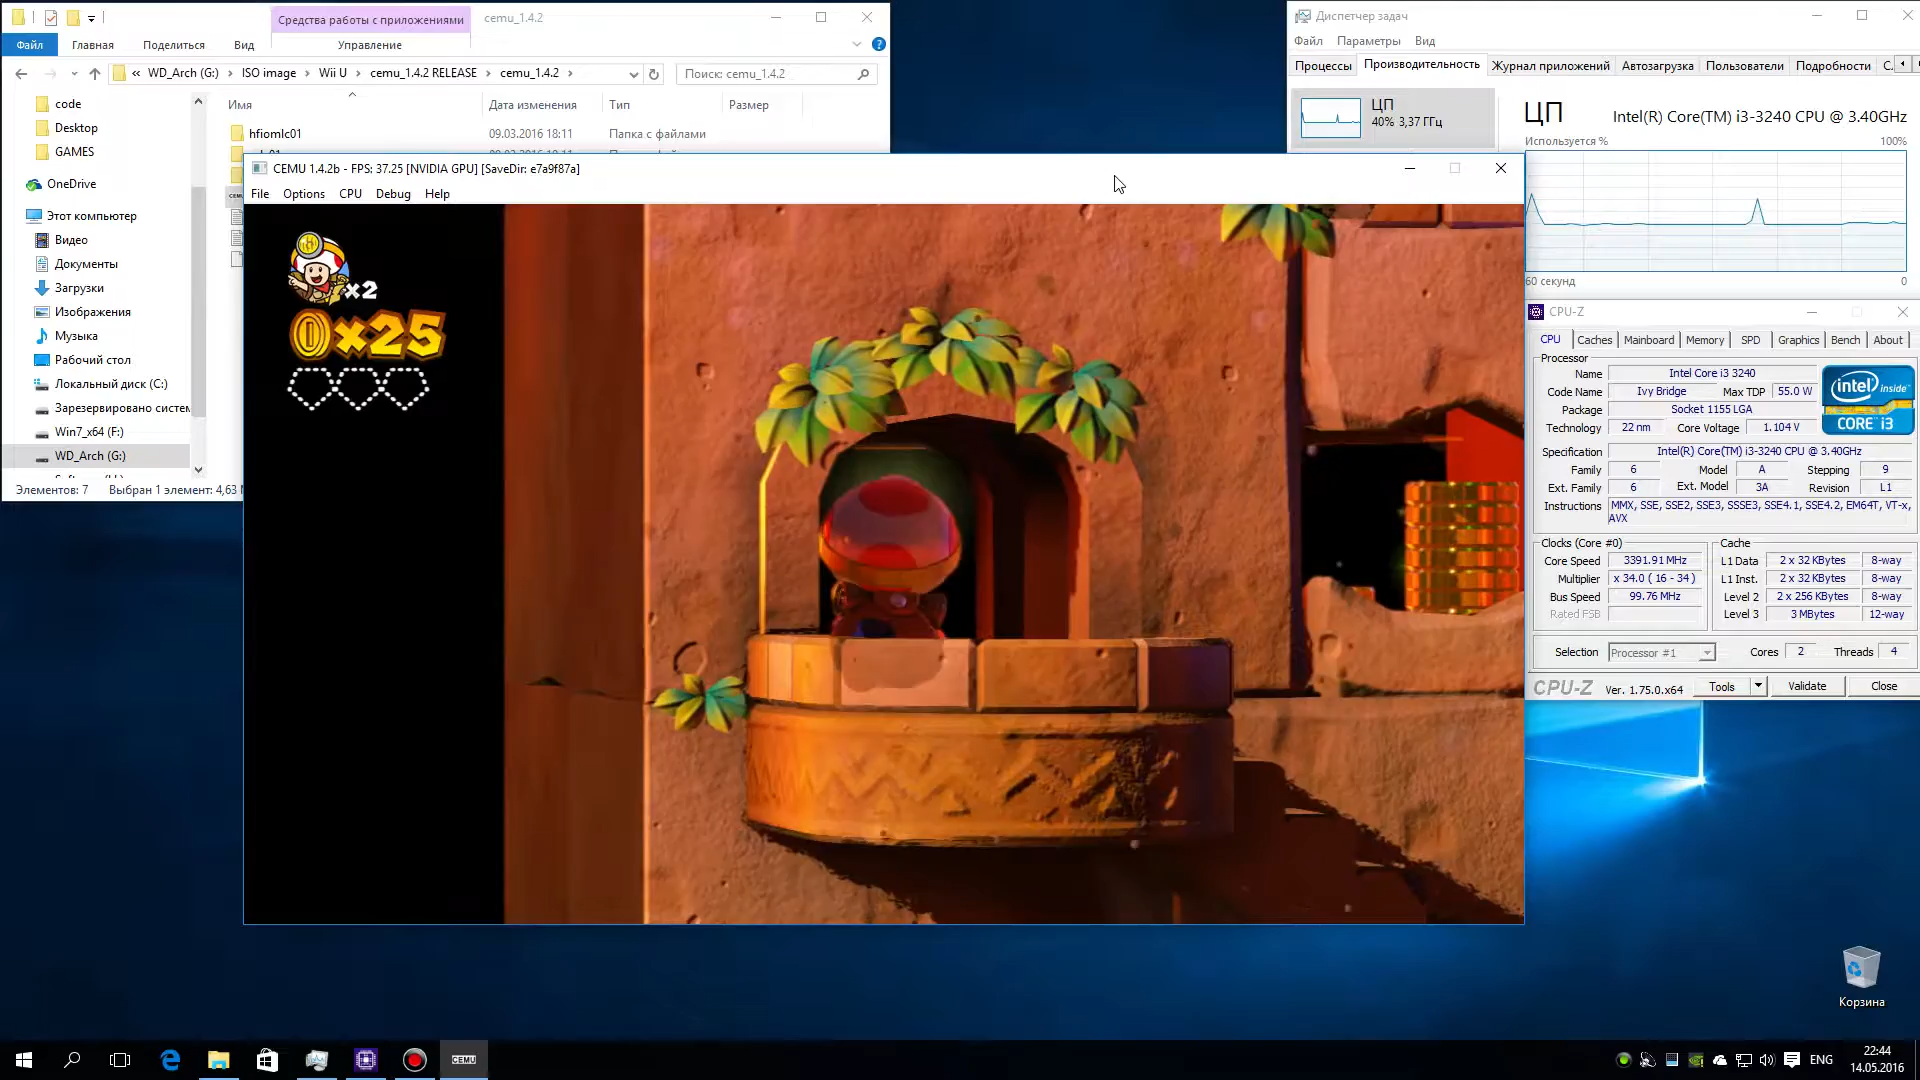 Средства работы с приложениями
cemu_1.4.2
Файл
Главная
Поделиться
Вид
Управление
« WD_Arch (G:) › ISO image › Wii U › cemu_1.4.2 RELEASE › cemu_1.4.2 ›
Поиск: cemu_1.4.2
Имя
Дата изменения
Тип
Размер
code
Desktop
GAMES
OneDrive
Этот компьютер
Видео
Документы
Загрузки
Изображения
Музыка
Рабочий стол
Локальный диск (C:)
Зарезервировано систем
Win7_x64 (F:)
WD_Arch (G:)
hfiomlc01
09.03.2016 18:11
Папка с файлами
Элементов: 7
Выбран 1 элемент: 4,63 М
CEMU 1.4.2b - FPS: 37.25 [NVIDIA GPU] [SaveDir: e7a9f87a]
File
Options
CPU
Debug
Help
x2
x25
Диспетчер задач
Файл
Параметры
Вид
Процессы
Производительность
Журнал приложений
Автозагрузка
Пользователи
Подробности
С
ЦП
40% 3,37 ГГц
ЦП
Intel(R) Core(TM) i3-3240 CPU @ 3.40GHz
Используется %
100%
60 секунд
0
CPU-Z
CPU
Caches
Mainboard
Memory
SPD
Graphics
Bench
About
Processor
Name Intel Core i3 3240
Code Name Ivy Bridge Max TDP 55.0 W
Package Socket 1155 LGA
Technology 22 nm Core Voltage 1.104 V
intel inside
CORE i3
Specification Intel(R) Core(TM) i3-3240 CPU @ 3.40GHz
Family 6 Model A Stepping 9
Ext. Family 6 Ext. Model 3A Revision L1
Instructions MMX, SSE, SSE2, SSE3, SSSE3, SSE4.1, SSE4.2, EM64T, VT-x,
AVX
Clocks (Core #0)
Core Speed 3391.91 MHz
Multiplier x 34.0 ( 16 - 34 )
Bus Speed 99.76 MHz
Rated FSB
Cache
L1 Data 2 x 32 KBytes 8-way
L1 Inst. 2 x 32 KBytes 8-way
Level 2 2 x 256 KBytes 8-way
Level 3 3 MBytes 12-way
Selection Processor #1 Cores 2 Threads 4
CPU-Z Ver. 1.75.0.x64 Tools Validate Close
Корзина
CEMU
ENG
22:44
14.05.2016